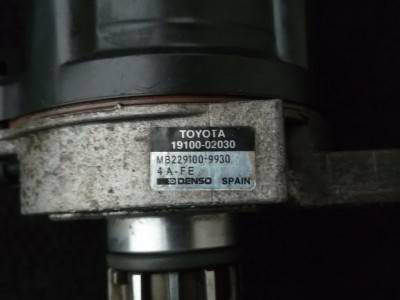 TOYOTA
19100-02030
MB229100-9930
4A-FE
DENSO SPAIN